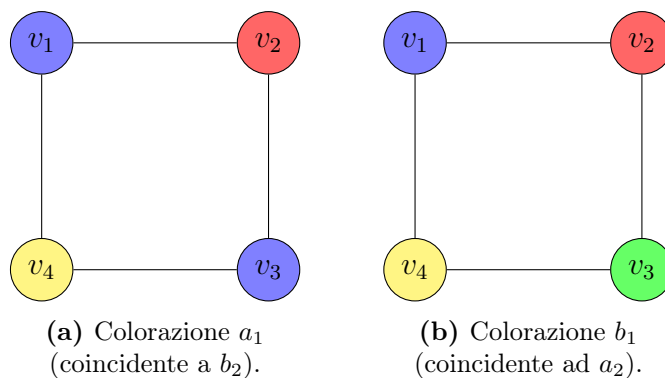 v₁ v₂ v₁ v₂
v₄ v₃ v₄ v₃
(a) Colorazione a₁ (b) Colorazione b₁
(coincidente a b₂). (coincidente ad a₂).